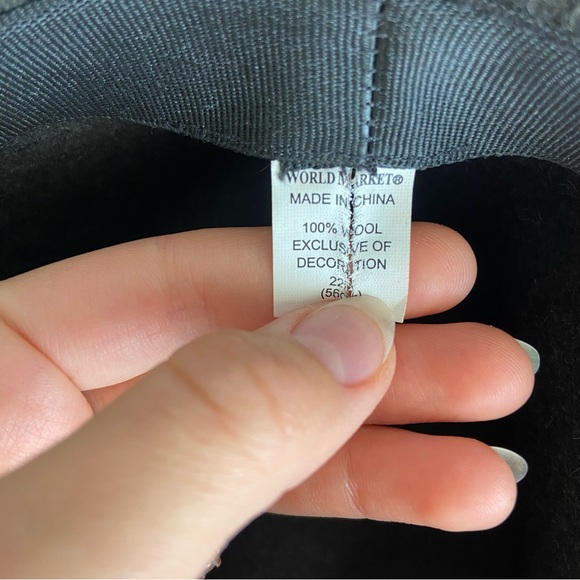 WORLD MARKET®
MADE IN CHINA
100% WOOL
EXCLUSIVE OF
DECORATION